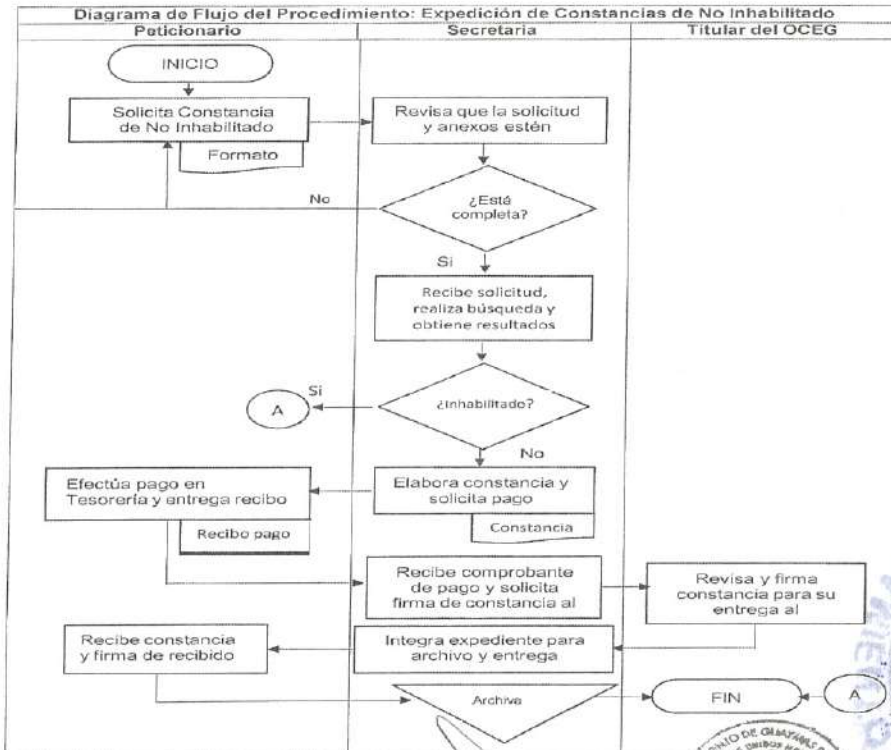 Diagrama de Flujo del Procedimiento: Expedición de Constancias de No Inhabilitado
Peticionario
Secretaria
Titular del OCEG
INICIO
Solicita Constancia
de No Inhabilitado
Formato
Revisa que la solicitud
y anexos estén
No
¿Está
completa?
Si
Recibe solicitud,
realiza búsqueda y
obtiene resultados
A
Si
¿Inhabilitado?
No
Efectúa pago en
Tesorería y entrega recibo
Recibo pago
Elabora constancia y
solicita pago
Constancia
Recibe comprobante
de pago y solicita
firma de constancia al
Revisa y firma
constancia para su
entrega al
Recibe constancia
y firma de recibido
Integra expediente para
archivo y entrega
Archiva
FIN
A
DE GUAYMAS